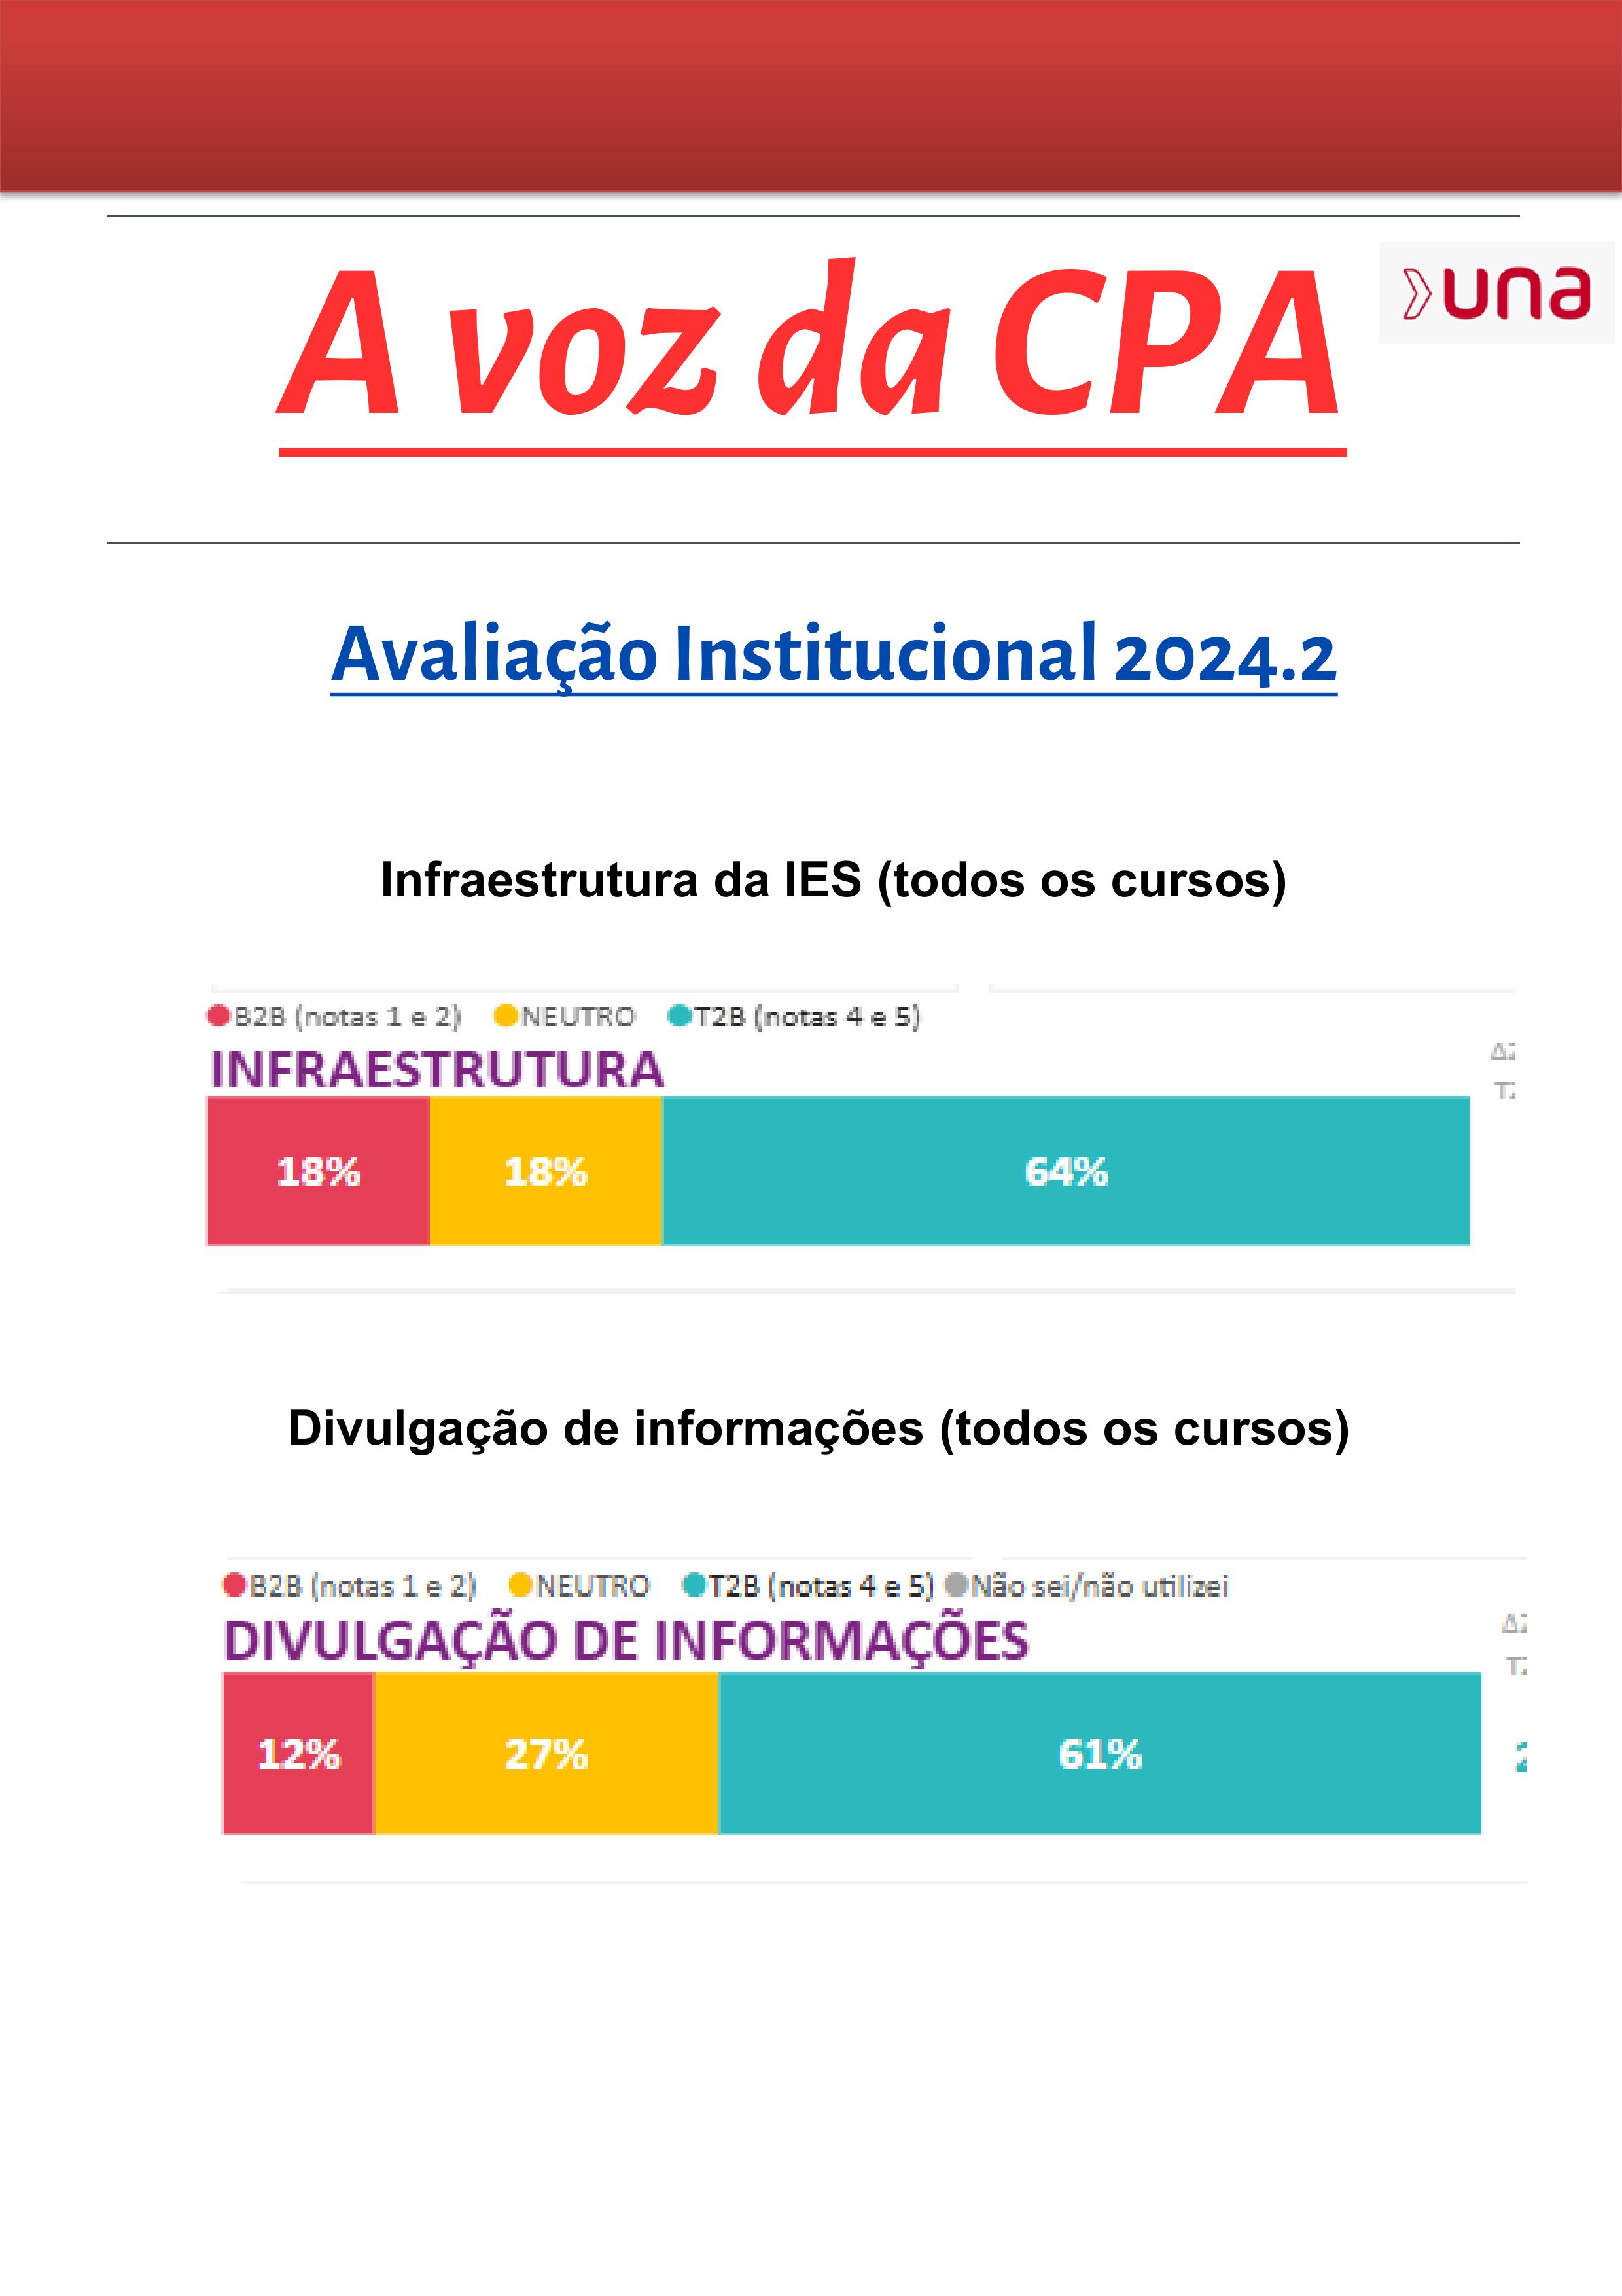 A voz da CPA
una
Avaliação Institucional 2024.2
Infraestrutura da IES (todos os cursos)
B2B (notas 1 e 2) NEUTRO T2B (notas 4 e 5)
INFRAESTRUTURA
18% 18% 64%
Divulgação de informações (todos os cursos)
B2B (notas 1 e 2) NEUTRO T2B (notas 4 e 5) Não sei/não utilizei
DIVULGAÇÃO DE INFORMAÇÕES
12% 27% 61%